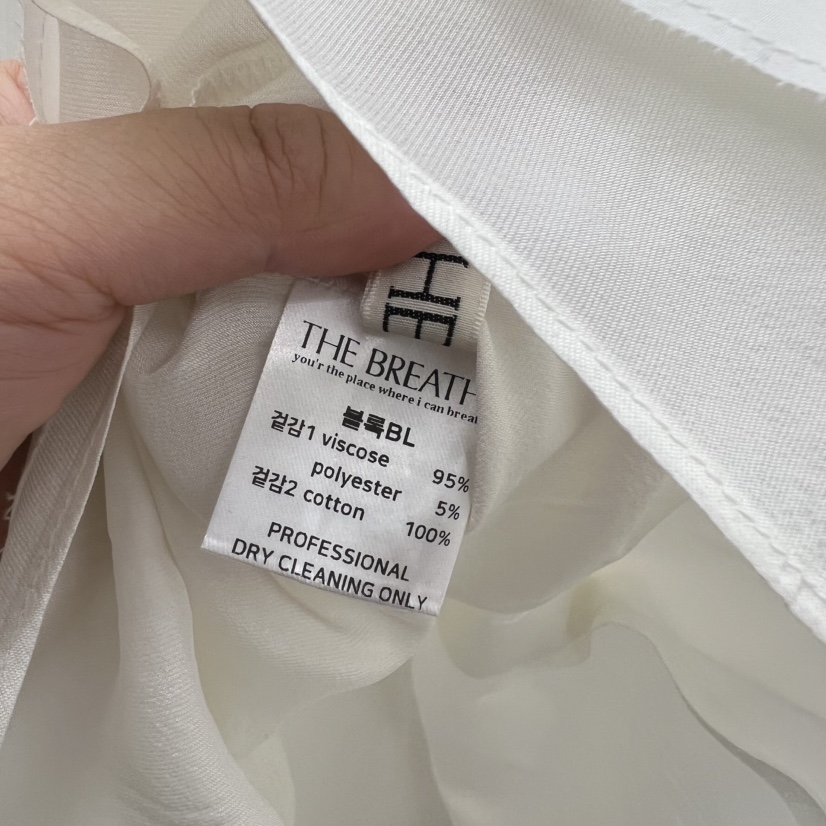 HE
THE BREATH
you'r the place where i can breat
블록BL
겉감1 viscose 95%
polyester 5%
겉감2 cotton 100%
PROFESSIONAL
DRY CLEANING ONLY